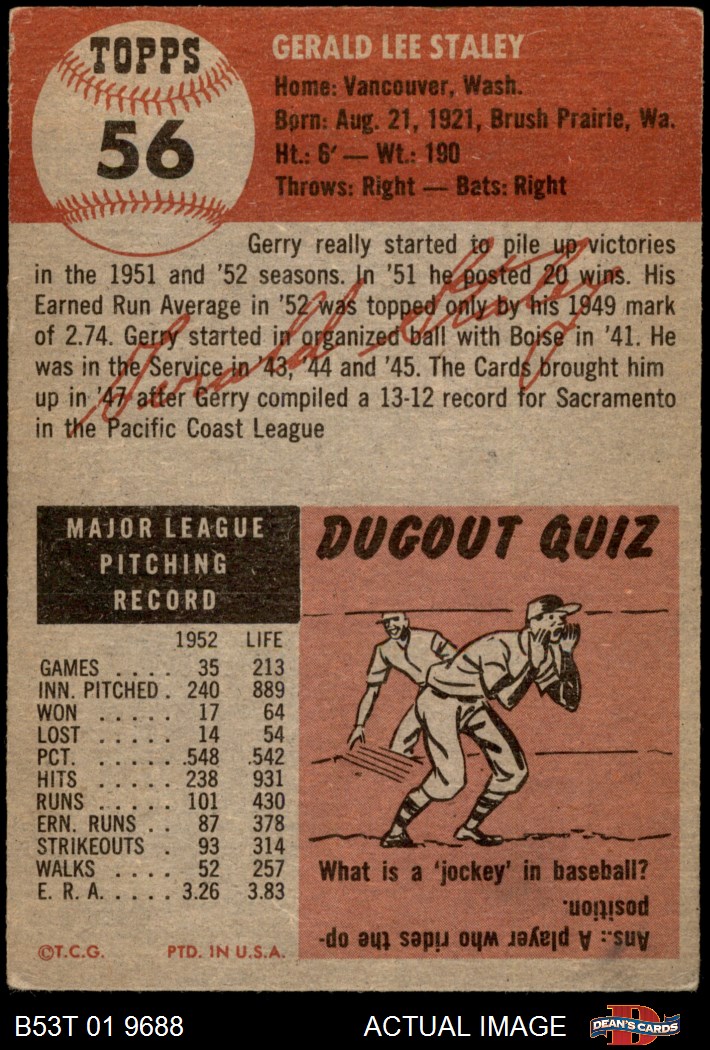 TOPPS
56
GERALD LEE STALEY
Home: Vancouver, Wash.
Born: Aug. 21, 1921, Brush Prairie, Wa.
Ht.: 6' — Wt.: 190
Throws: Right — Bats: Right
Gerry really started to pile up victories
in the 1951 and '52 seasons. In '51 he posted 20 wins. His
Earned Run Average in '52 was topped only by his 1949 mark
of 2.74. Gerry started in organized ball with Boise in '41. He
was in the Service in '43, '44 and '45. The Cards brought him
up in '47 after Gerry compiled a 13-12 record for Sacramento
in the Pacific Coast League
Gerald Staley
MAJOR LEAGUE
PITCHING
RECORD
1952 LIFE
GAMES . . . . 35 213
INN. PITCHED . 240 889
WON . . . . . 17 64
LOST . . . . . 14 54
PCT. . . . . . .548 .542
HITS . . . . . 238 931
RUNS . . . . . 101 430
ERN. RUNS . . 87 378
STRIKEOUTS . 93 314
WALKS . . . . 52 257
E. R. A. . . . . 3.26 3.83
©T.C.G. PTD. IN U.S.A.
DUGOUT QUIZ
What is a 'jockey' in baseball?
Ans.: A player who rides the op-
position.
B53T 01 9688 ACTUAL IMAGE
D
DEAN'S CARDS